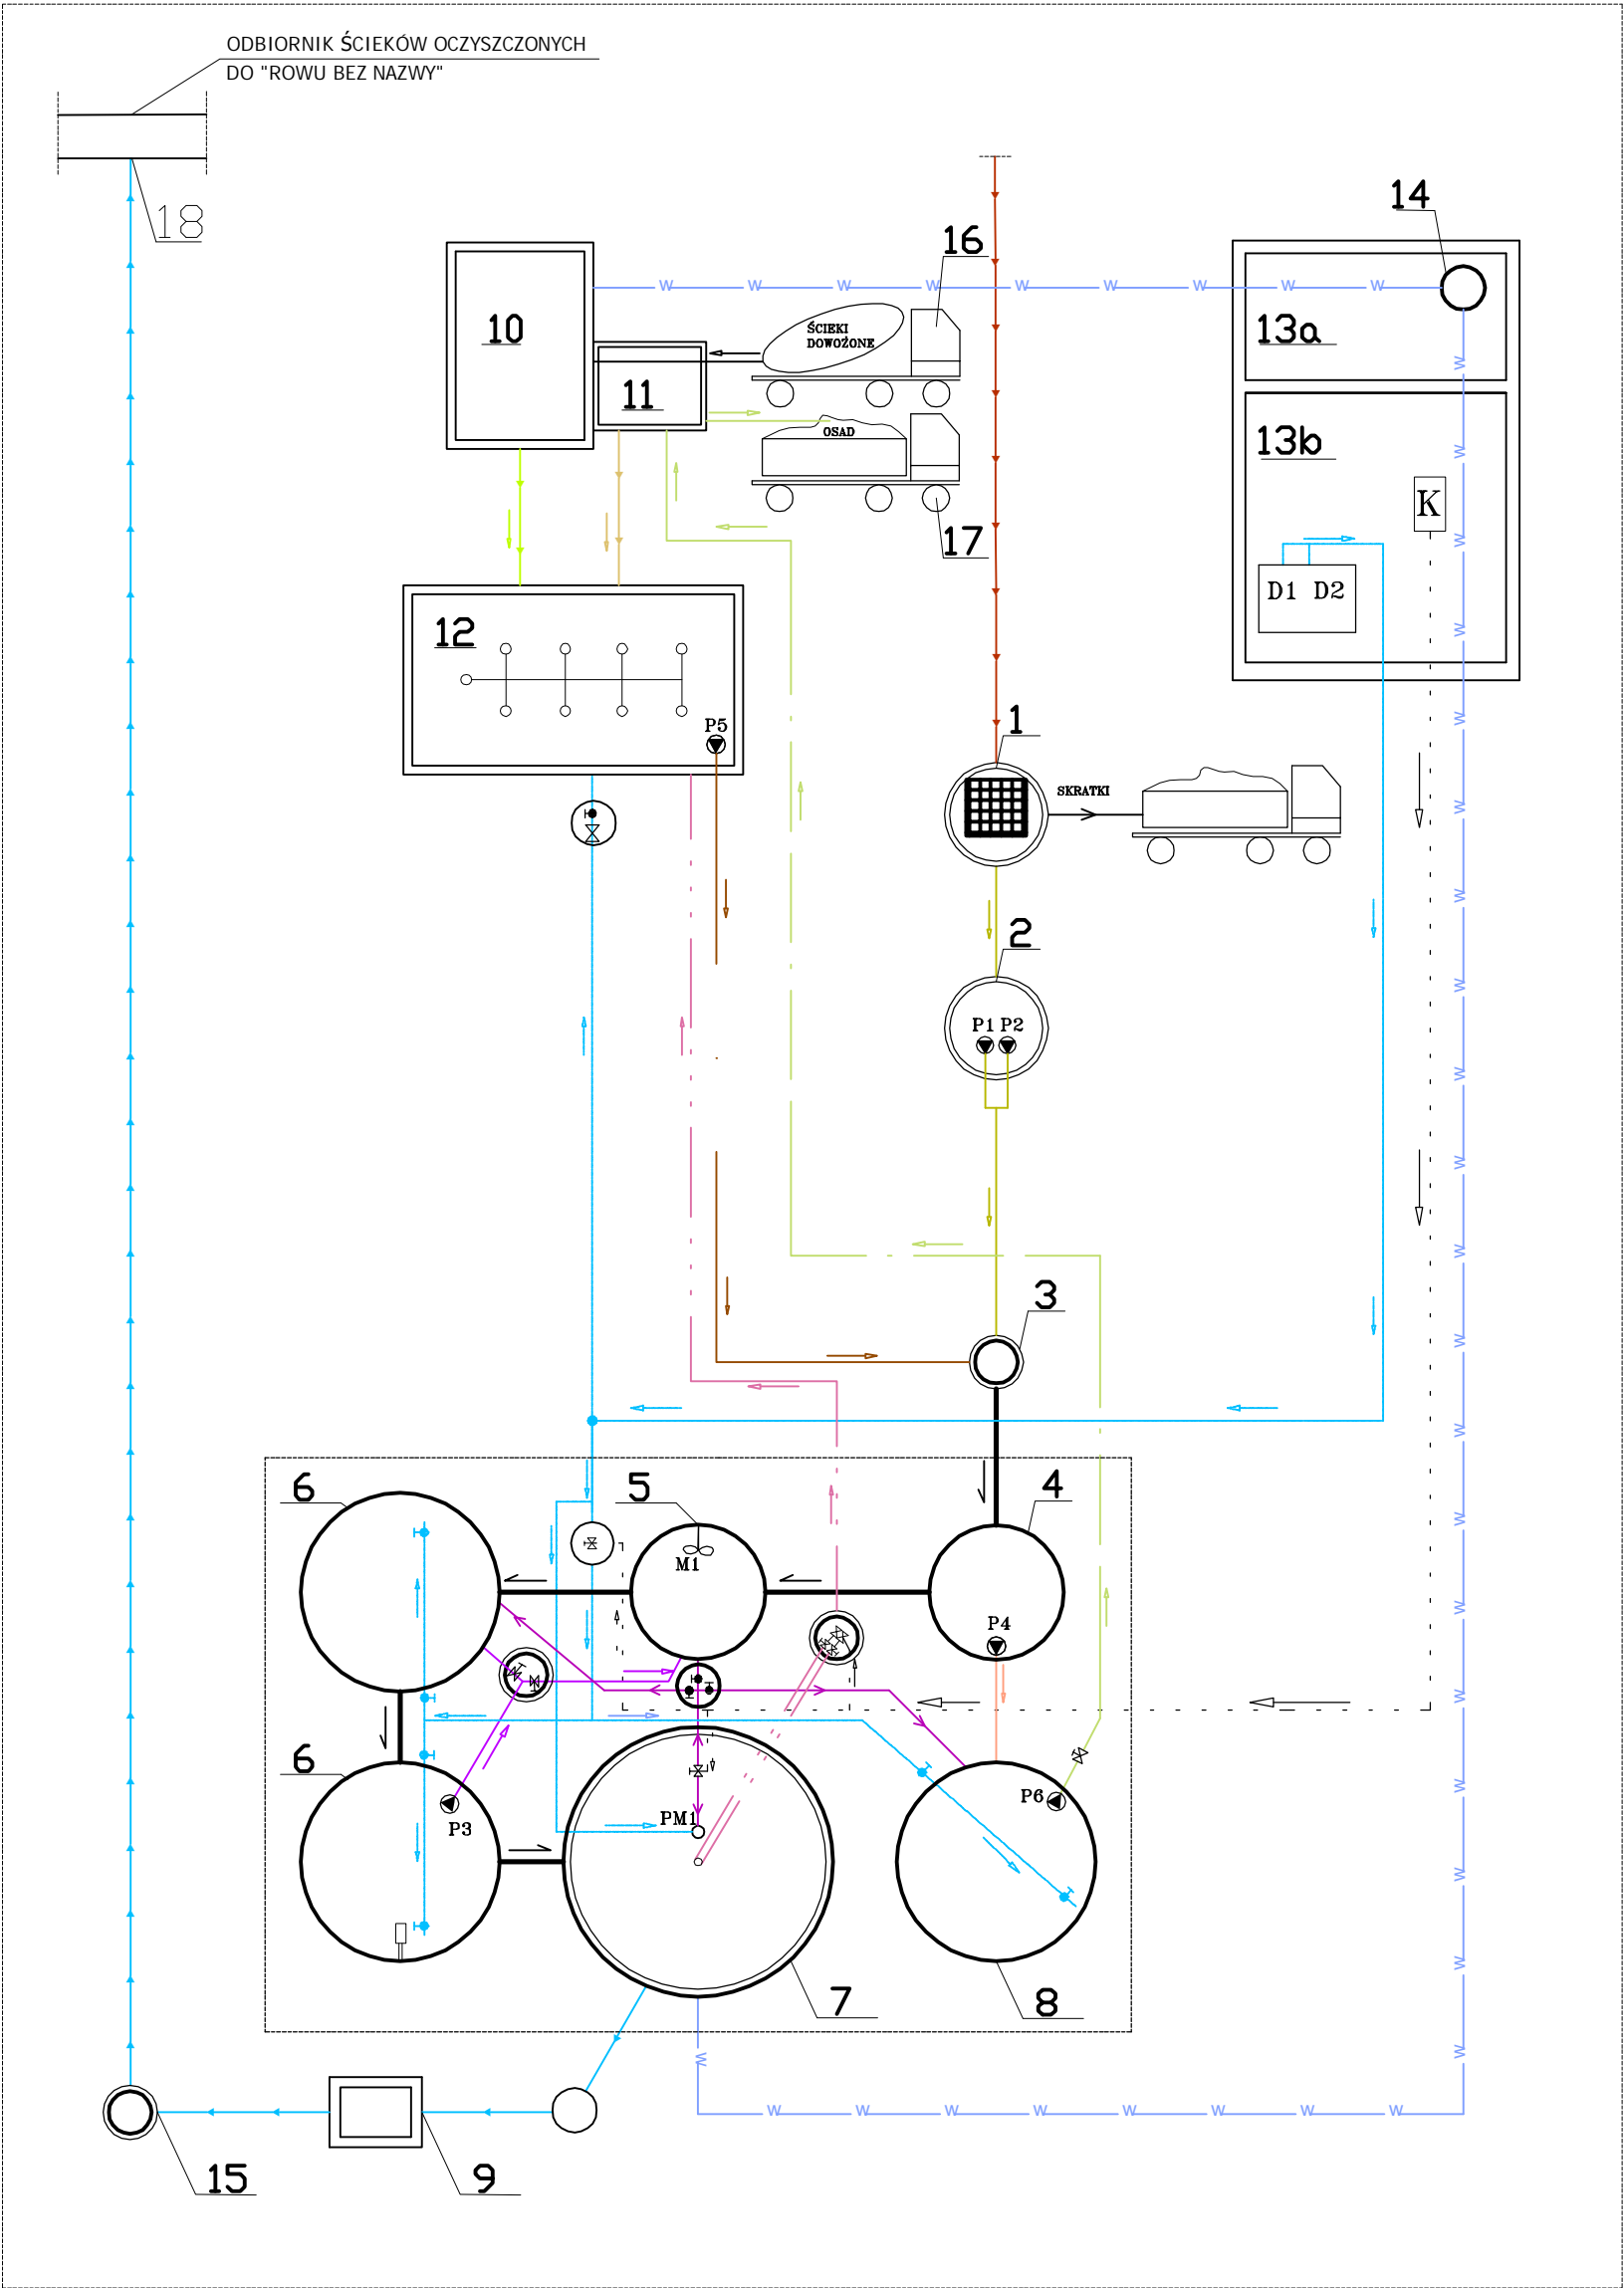 ODBIORNIK ŚCIEKÓW OCZYSZCZONYCH
DO "ROWU BEZ NAZWY"
18
14
16
W W W W W W W W W
10
ŚCIEKI
DOWOŻONE
13a
W
11
OSAD
13b
W
K
17
W
D1 D2
12
W
P5
1
W
SKRATKI
W
2
W
P1 P2
W
W
W
3
W
W
6
5
4
W
M1
W
P4
W
6
W
P6
PM1
P3
W
W
7
8
W
W
W W W W W W W W
15
9